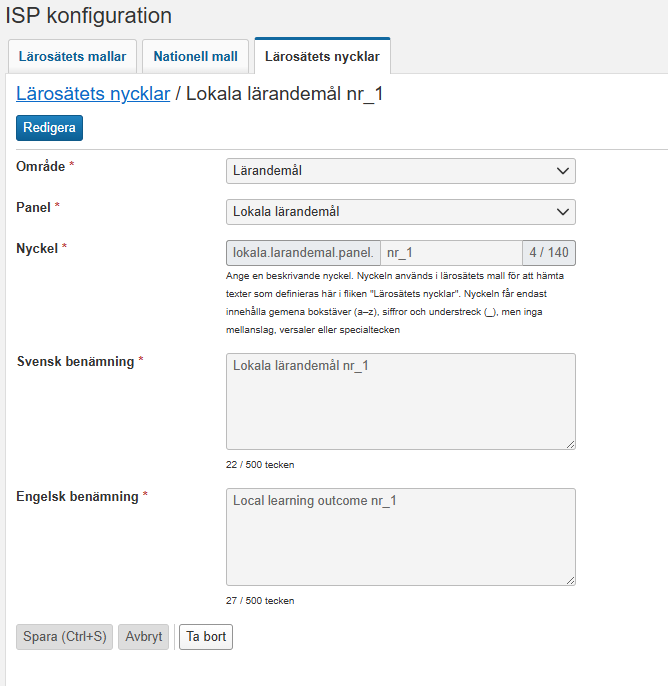 ISP konfiguration
Lärosätets mallar
Nationell mall
Lärosätets nycklar
Lärosätets nycklar / Lokala lärandemål nr_1
Redigera
Område *
Lärandemål
Panel *
Lokala lärandemål
Nyckel *
lokala.larandemal.panel. nr_1 4 / 140
Ange en beskrivande nyckel. Nyckeln används i lärosätets mall för att hämta
texter som definieras här i fliken "Lärosätets nycklar". Nyckeln får endast
innehålla gemena bokstäver (a–z), siffror och understreck (_), men inga
mellanslag, versaler eller specialtecken
Svensk benämning *
Lokala lärandemål nr_1
22 / 500 tecken
Engelsk benämning *
Local learning outcome nr_1
27 / 500 tecken
Spara (Ctrl+S)
Avbryt
Ta bort